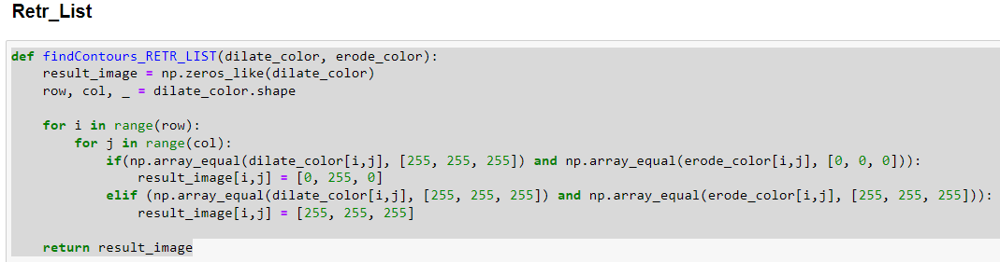 Retr_List
def findContours_RETR_LIST(dilate_color, erode_color):
    result_image = np.zeros_like(dilate_color)
    row, col, _ = dilate_color.shape

    for i in range(row):
        for j in range(col):
            if(np.array_equal(dilate_color[i,j], [255, 255, 255]) and np.array_equal(erode_color[i,j], [0, 0, 0])):
                result_image[i,j] = [0, 255, 0]
            elif (np.array_equal(dilate_color[i,j], [255, 255, 255]) and np.array_equal(erode_color[i,j], [255, 255, 255])):
                result_image[i,j] = [255, 255, 255]

    return result_image